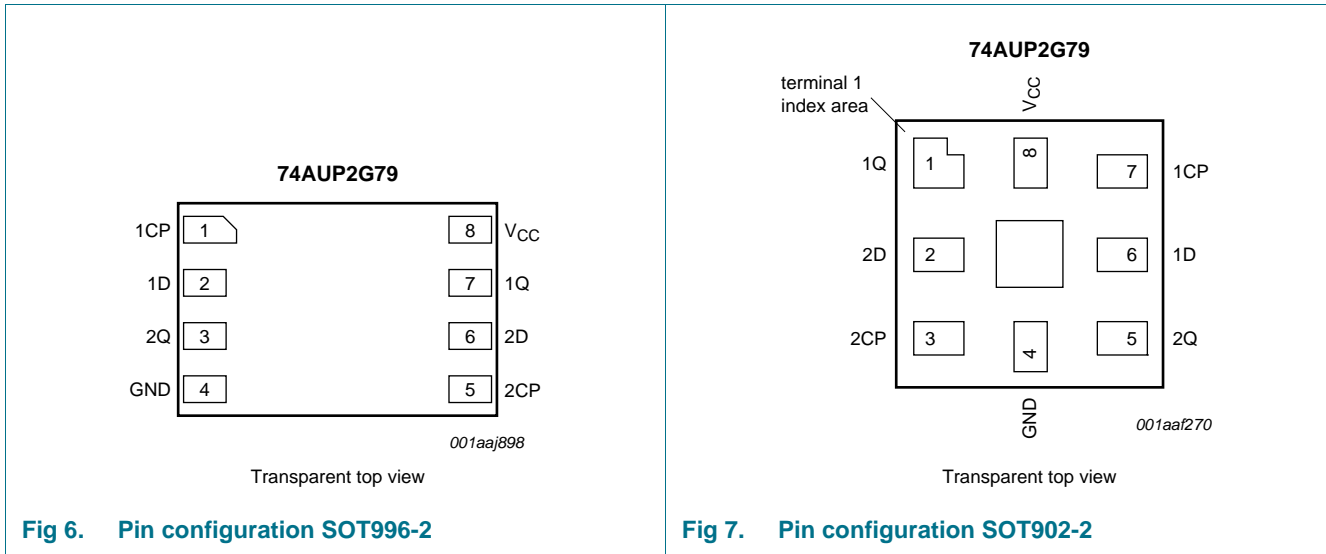 74AUP2G79
1CP 1 8 VCC
1D 2 7 1Q
2Q 3 6 2D
GND 4 5 2CP
001aaj898
Transparent top view
Fig 6. Pin configuration SOT996-2
74AUP2G79
terminal 1
index area
VCC
1Q 1 8 7 1CP
2D 2 6 1D
2CP 3 4 5 2Q
GND
001aaf270
Transparent top view
Fig 7. Pin configuration SOT902-2